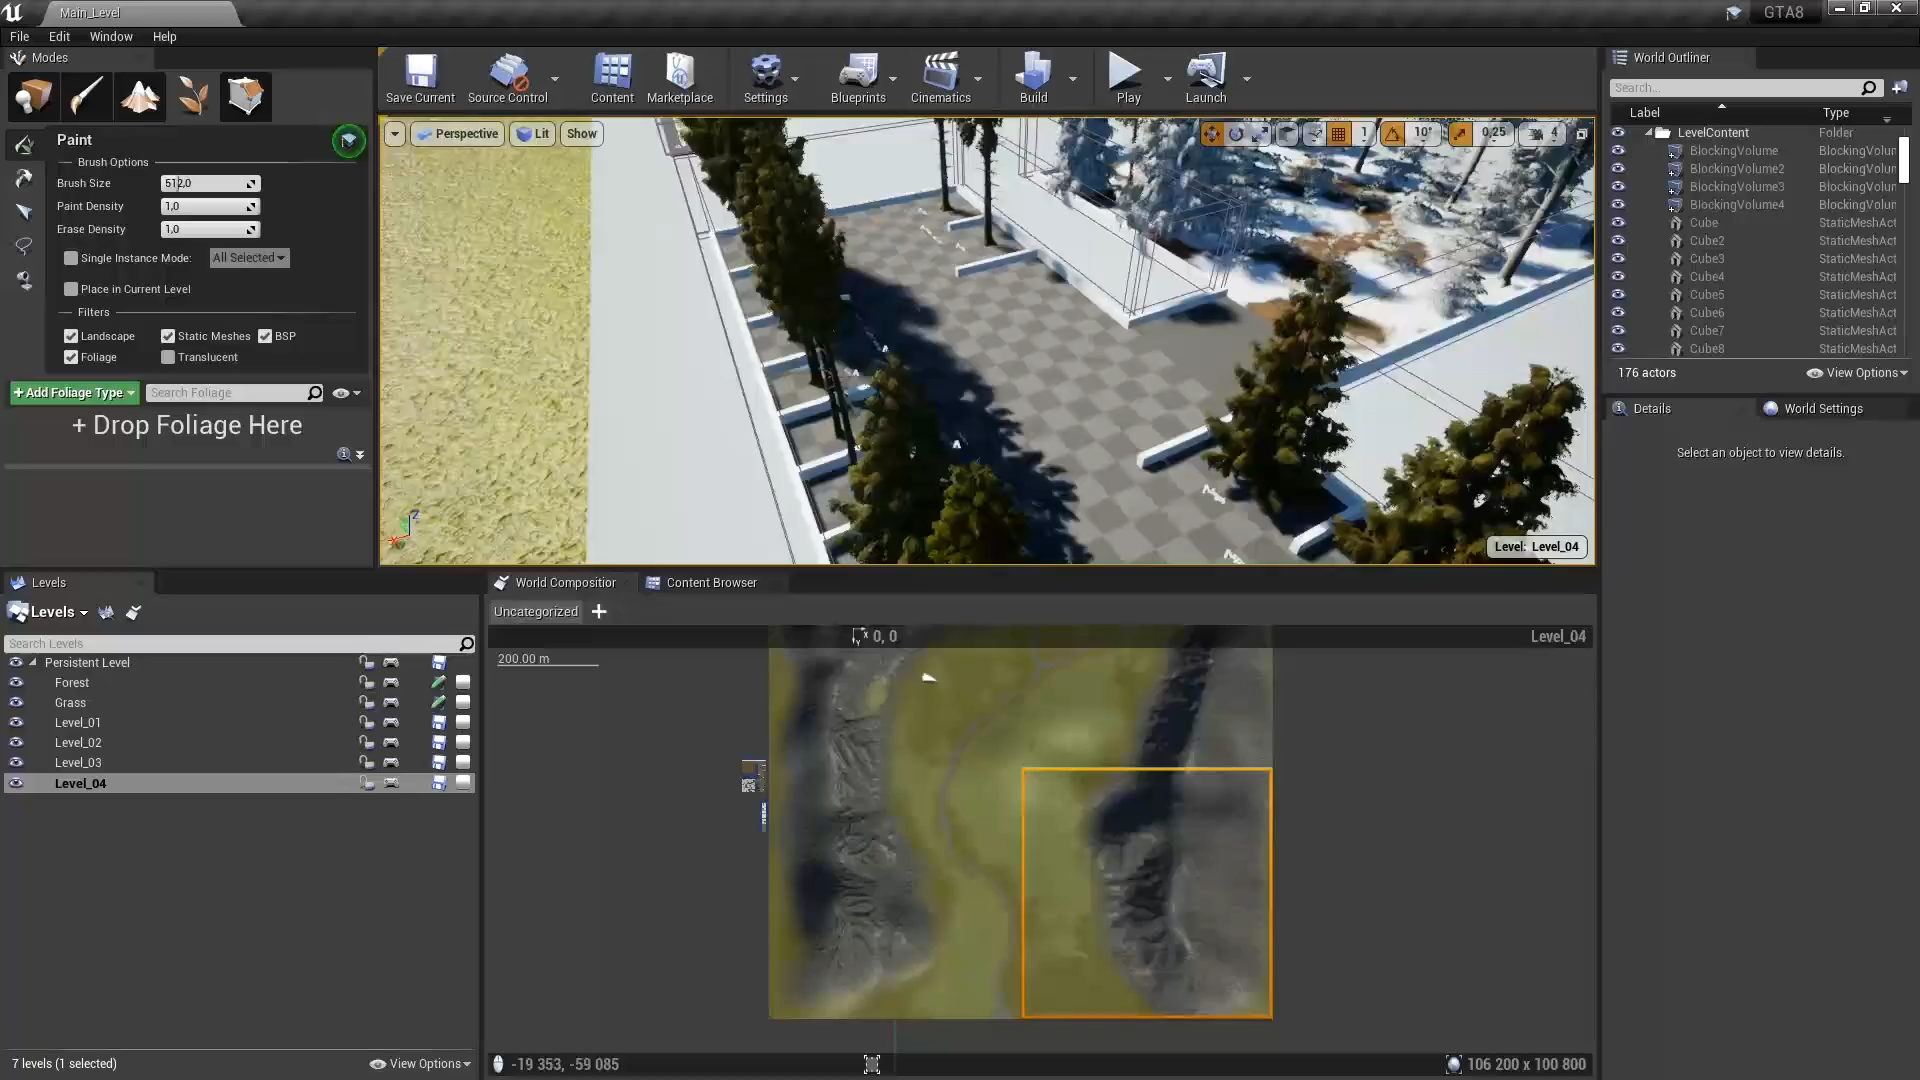 Main_Level
GTA8
File Edit Window Help
Modes
Save Current
Source Control
Content
Marketplace
Settings
Blueprints
Cinematics
Build
Play
Launch
World Outliner
Search...
Label
Type
LevelContent Folder
BlockingVolume BlockingVolun
BlockingVolume2 BlockingVolun
BlockingVolume3 BlockingVolun
BlockingVolume4 BlockingVolun
Cube StaticMeshAct
Cube2 StaticMeshAct
Cube3 StaticMeshAct
Cube4 StaticMeshAct
Cube5 StaticMeshAct
Cube6 StaticMeshAct
Cube7 StaticMeshAct
Cube8 StaticMeshAct
176 actors
View Options
Details
World Settings
Select an object to view details.
Paint
Brush Options
Brush Size 512,0
Paint Density 1,0
Erase Density 1,0
Single Instance Mode: All Selected
Place in Current Level
Filters
Landscape Static Meshes BSP
Foliage Translucent
+Add Foliage Type
Search Foliage
+ Drop Foliage Here
Perspective
Lit
Show
1
10°
0,25
4
Z
Level: Level_04
Levels
Levels
Search Levels
Persistent Level
Forest
Grass
Level_01
Level_02
Level_03
Level_04
7 levels (1 selected)
View Options
World Compositior
Content Browser
Uncategorized +
0, 0
Level_04
200.00 m
-19 353, -59 085
106 200 x 100 800